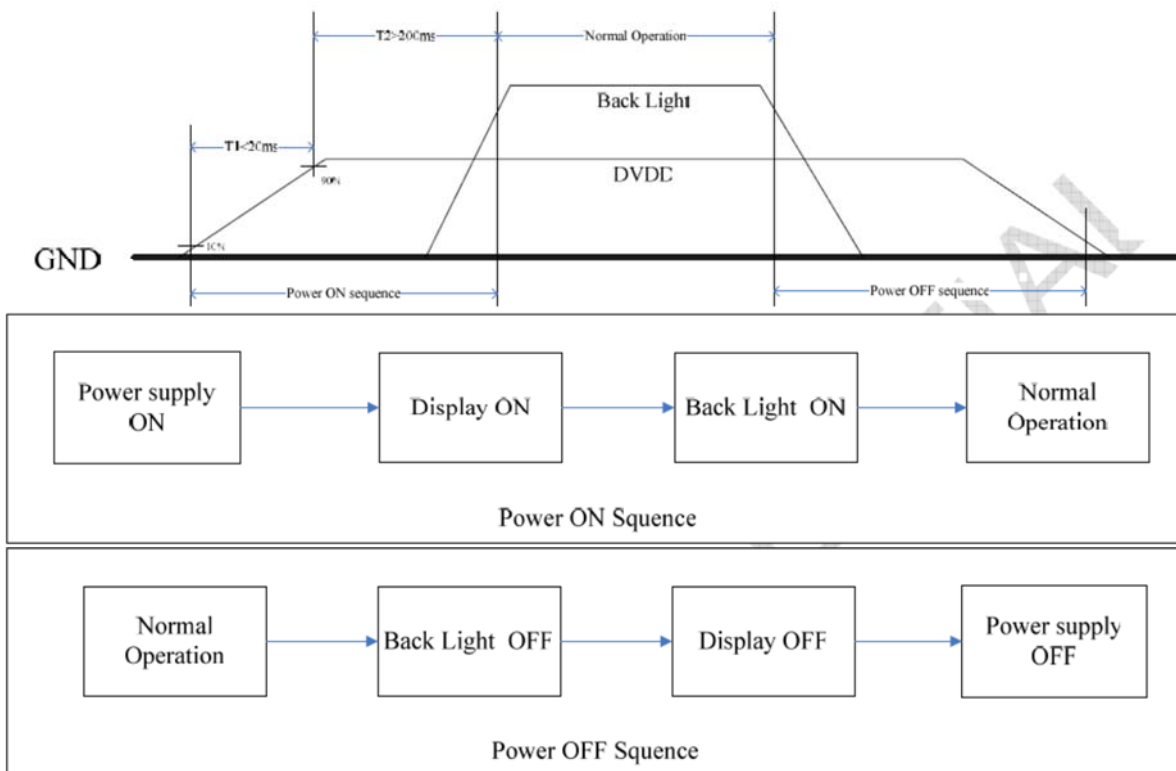 T2>200ms
Normal Operation
Back Light
T1<20ms
DVDD
90%
10%
GND
Power ON sequence
Power OFF sequence
Power supply
ON
Display ON
Back Light ON
Normal
Operation
Power ON Squence
Normal
Operation
Back Light OFF
Display OFF
Power supply
OFF
Power OFF Squence